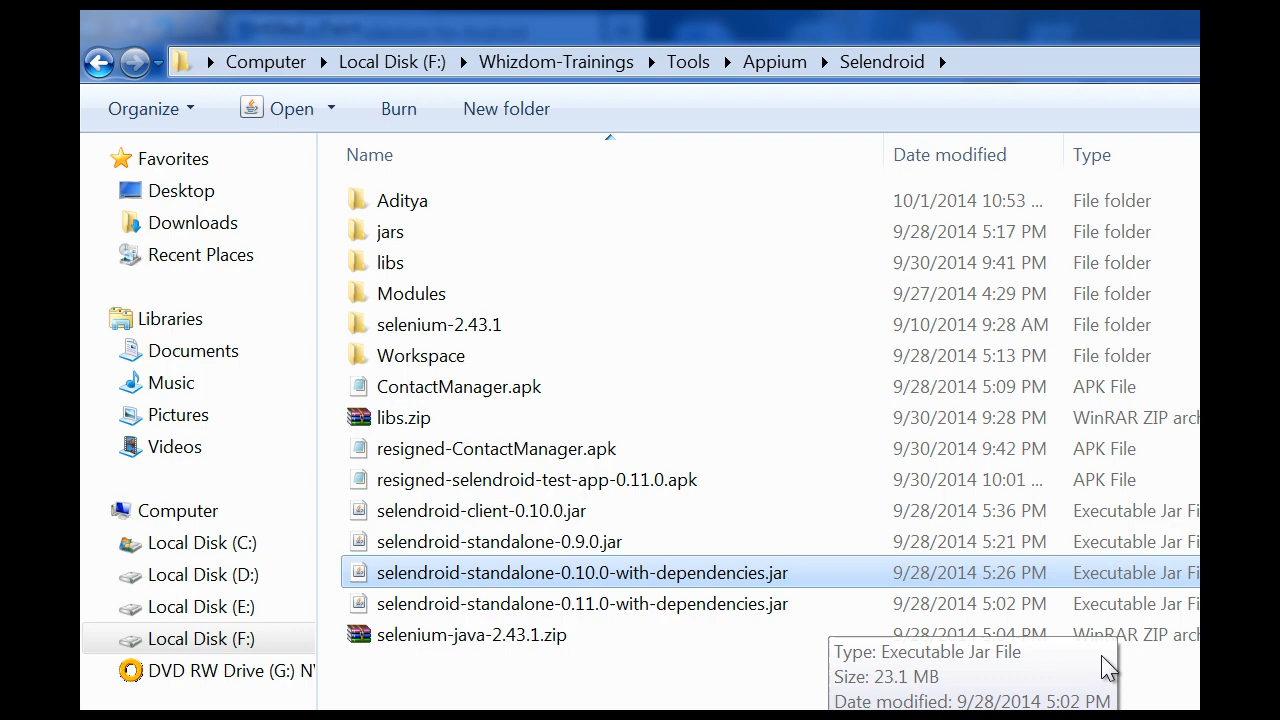 Computer Local Disk (F:) Whizdom-Trainings Tools Appium Selendroid
Organize Open Burn New folder
Name Date modified Type
Favorites
Desktop
Downloads
Recent Places
Libraries
Documents
Music
Pictures
Videos
Computer
Local Disk (C:)
Local Disk (D:)
Local Disk (E:)
Local Disk (F:)
DVD RW Drive (G:) N
Aditya 10/1/2014 10:53 ... File folder
jars 9/28/2014 5:17 PM File folder
libs 9/30/2014 9:41 PM File folder
Modules 9/27/2014 4:29 PM File folder
selenium-2.43.1 9/10/2014 9:28 AM File folder
Workspace 9/28/2014 5:13 PM File folder
ContactManager.apk 9/28/2014 5:09 PM APK File
libs.zip 9/30/2014 9:28 PM WinRAR ZIP arc
resigned-ContactManager.apk 9/30/2014 9:42 PM APK File
resigned-selendroid-test-app-0.11.0.apk 9/30/2014 10:01 ... APK File
selendroid-client-0.10.0.jar 9/28/2014 5:36 PM Executable Jar Fi
selendroid-standalone-0.9.0.jar 9/28/2014 5:21 PM Executable Jar Fi
selendroid-standalone-0.10.0-with-dependencies.jar 9/28/2014 5:26 PM Executable Jar Fi
selendroid-standalone-0.11.0-with-dependencies.jar 9/28/2014 5:02 PM Executable Jar Fi
selenium-java-2.43.1.zip 9/28/2014 5:04 PM WinRAR ZIP arc
Type: Executable Jar File
Size: 23.1 MB
Date modified: 9/28/2014 5:02 PM